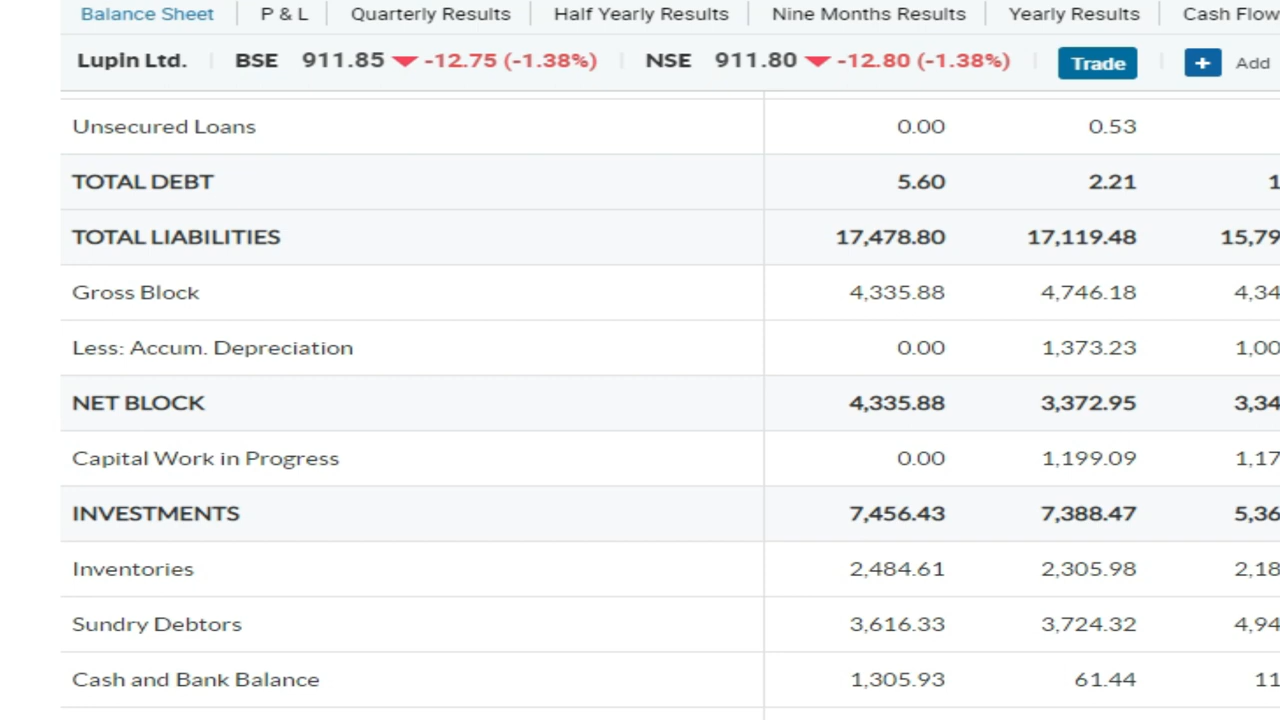 Balance Sheet P & L Quarterly Results Half Yearly Results Nine Months Results Yearly Results Cash Flow
Lupin Ltd. BSE 911.85 -12.75 (-1.38%) NSE 911.80 -12.80 (-1.38%) Trade + Add
Unsecured Loans 0.00 0.53
TOTAL DEBT 5.60 2.21 1
TOTAL LIABILITIES 17,478.80 17,119.48 15,79
Gross Block 4,335.88 4,746.18 4,34
Less: Accum. Depreciation 0.00 1,373.23 1,00
NET BLOCK 4,335.88 3,372.95 3,34
Capital Work in Progress 0.00 1,199.09 1,17
INVESTMENTS 7,456.43 7,388.47 5,36
Inventories 2,484.61 2,305.98 2,18
Sundry Debtors 3,616.33 3,724.32 4,94
Cash and Bank Balance 1,305.93 61.44 11